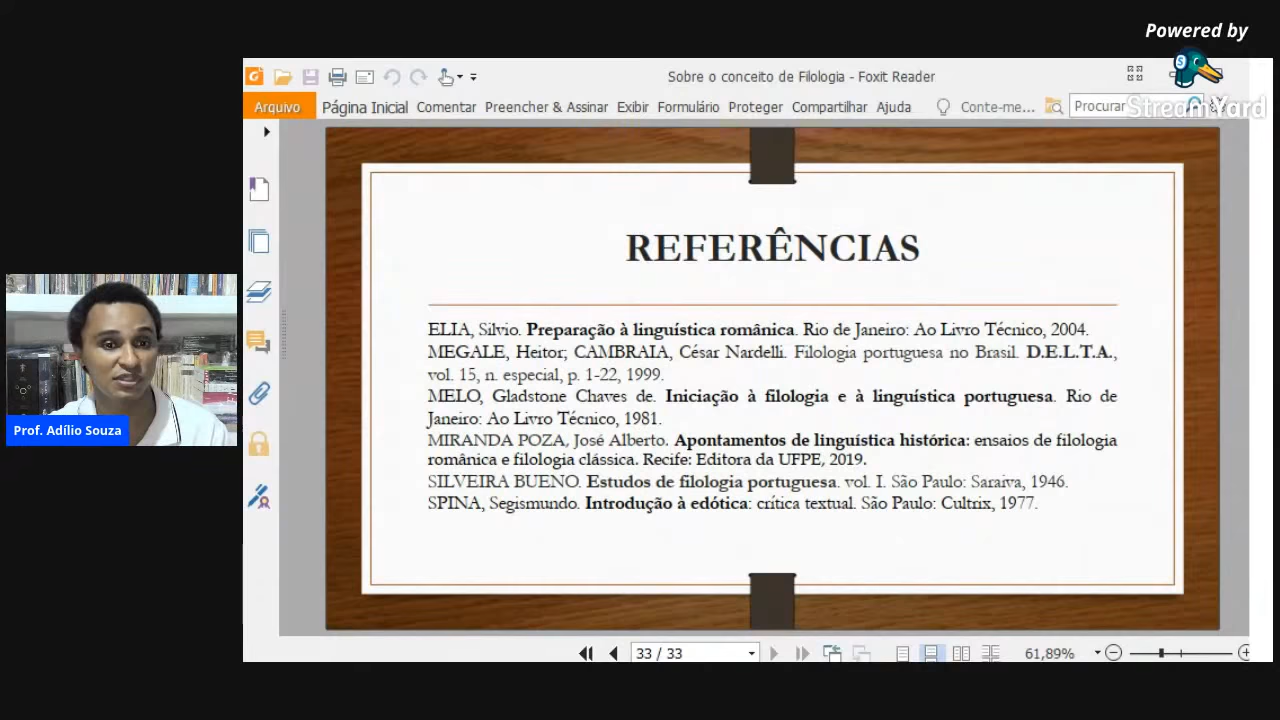 Powered by
StreamYard
Sobre o conceito de Filologia - Foxit Reader
Arquivo Página Inicial Comentar Preencher & Assinar Exibir Formulário Proteger Compartilhar Ajuda Conte-me... Procurar
REFERÊNCIAS
ELIA, Silvio. Preparação à linguística românica. Rio de Janeiro: Ao Livro Técnico, 2004.
MEGALE, Heitor; CAMBRAIA, César Nardelli. Filologia portuguesa no Brasil. D.E.L.T.A.,
vol. 15, n. especial, p. 1-22, 1999.
MELO, Gladstone Chaves de. Iniciação à filologia e à linguística portuguesa. Rio de
Janeiro: Ao Livro Técnico, 1981.
MIRANDA POZA, José Alberto. Apontamentos de linguística histórica: ensaios de filologia
românica e filologia clássica. Recife: Editora da UFPE, 2019.
SILVEIRA BUENO. Estudos de filologia portuguesa. vol. I. São Paulo: Saraiva, 1946.
SPINA, Segismundo. Introdução à edótica: crítica textual. São Paulo: Cultrix, 1977.
Prof. Adílio Souza
33 / 33
61,89%